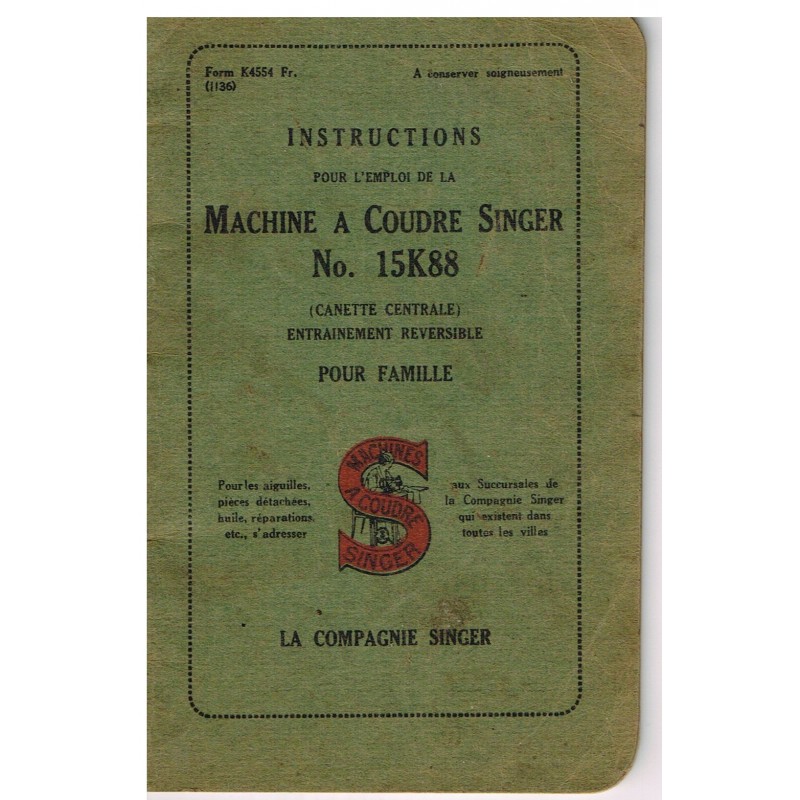 Form K4554 Fr.
(1136)
A conserver soigneusement
INSTRUCTIONS
POUR L'EMPLOI DE LA
MACHINE A COUDRE SINGER
No. 15K88
(CANETTE CENTRALE)
ENTRAINEMENT REVERSIBLE
POUR FAMILLE
Pour les aiguilles,
pièces détachées,
huile, réparations,
etc., s'adresser
MACHINES
A COUDRE
SINGER
aux Succursales de
la Compagnie Singer
qui existent dans
toutes les villes
LA COMPAGNIE SINGER